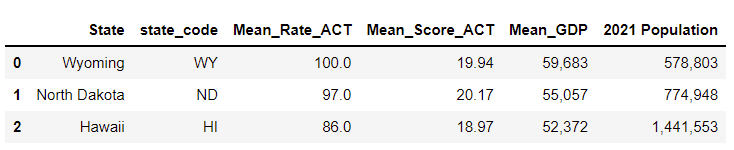 State state_code Mean_Rate_ACT Mean_Score_ACT Mean_GDP 2021 Population
0 Wyoming WY 100.0 19.94 59,683 578,803
1 North Dakota ND 97.0 20.17 55,057 774,948
2 Hawaii HI 86.0 18.97 52,372 1,441,553